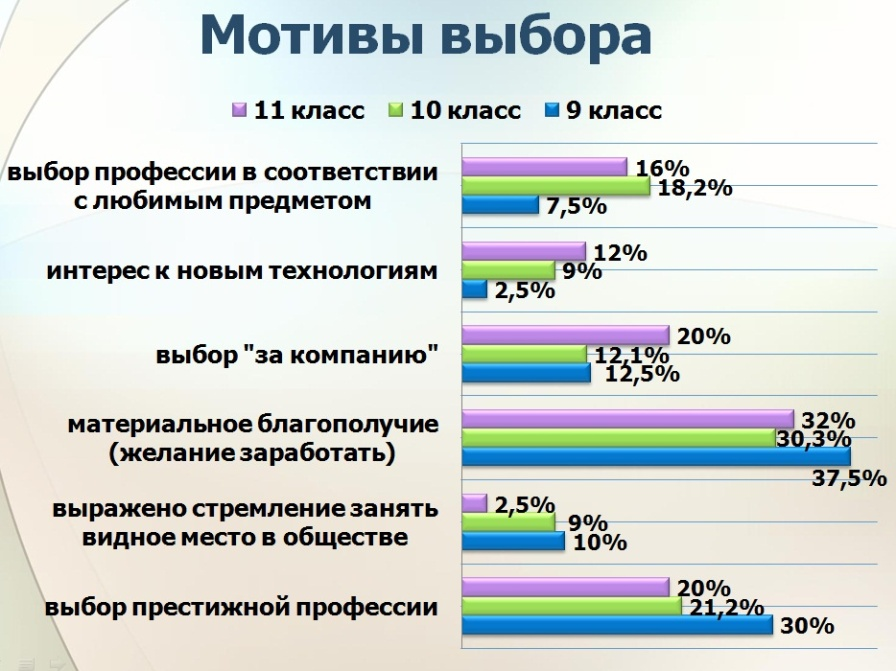 Мотивы выбора
11 класс 10 класс 9 класс
выбор профессии в соответствии
с любимым предметом
16%
18,2%
7,5%
интерес к новым технологиям
12%
9%
2,5%
выбор "за компанию"
20%
12,1%
12,5%
материальное благополучие
(желание заработать)
32%
30,3%
37,5%
выражено стремление занять
видное место в обществе
2,5%
9%
10%
выбор престижной профессии
20%
21,2%
30%